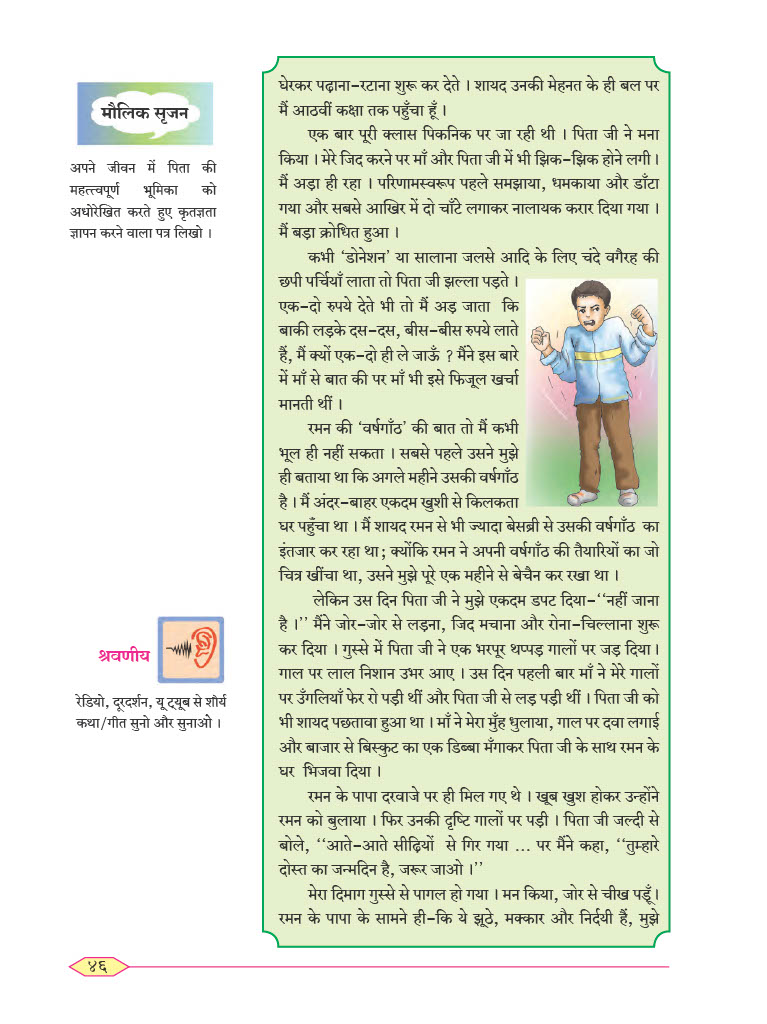 मौलिक सृजन
अपने जीवन में पिता की
महत्त्वपूर्ण भूमिका को
अधोरेखित करते हुए कृतज्ञता
ज्ञापन करने वाला पत्र लिखो ।
श्रवणीय
रेडियो, दूरदर्शन, यू ट्यूब से शौर्य
कथा/गीत सुनो और सुनाओ ।
घेरकर पढ़ाना-रटाना शुरू कर देते । शायद उनकी मेहनत के ही बल पर
मैं आठवीं कक्षा तक पहुँचा हूँ ।
एक बार पूरी क्लास पिकनिक पर जा रही थी । पिता जी ने मना
किया । मेरे जिद करने पर माँ और पिता जी में भी झिक-झिक होने लगी ।
मैं अड़ा ही रहा । परिणामस्वरूप पहले समझाया, धमकाया और डाँटा
गया और सबसे आखिर में दो चाँटे लगाकर नालायक करार दिया गया ।
मैं बड़ा क्रोधित हुआ ।
कभी ‘डोनेशन’ या सालाना जलसे आदि के लिए चंदे वगैरह की
छपी पर्चियाँ लाता तो पिता जी झल्ला पड़ते ।
एक-दो रुपये देते भी तो मैं अड़ जाता कि
बाकी लड़के दस-दस, बीस-बीस रुपये लाते
हैं, मैं क्यों एक-दो ही ले जाऊँ ? मैंने इस बारे
में माँ से बात की पर माँ भी इसे फिजूल खर्चा
मानती थीं ।
रमन की ‘वर्षगाँठ’ की बात तो मैं कभी
भूल ही नहीं सकता । सबसे पहले उसने मुझे
ही बताया था कि अगले महीने उसकी वर्षगाँठ
है । मैं अंदर-बाहर एकदम खुशी से किलकता
घर पहुँचा था । मैं शायद रमन से भी ज्यादा बेसब्री से उसकी वर्षगाँठ का
इंतजार कर रहा था; क्योंकि रमन ने अपनी वर्षगाँठ की तैयारियों का जो
चित्र खींचा था, उसने मुझे पूरे एक महीने से बेचैन कर रखा था ।
लेकिन उस दिन पिता जी ने मुझे एकदम डपट दिया-‘‘नहीं जाना
है ।’’ मैंने जोर-जोर से लड़ना, जिद मचाना और रोना-चिल्लाना शुरू
कर दिया । गुस्से में पिता जी ने एक भरपूर थप्पड़ गालों पर जड़ दिया ।
गाल पर लाल निशान उभर आए । उस दिन पहली बार माँ ने मेरे गालों
पर उँगलियाँ फेर रो पड़ी थीं और पिता जी से लड़ पड़ी थीं । पिता जी को
भी शायद पछतावा हुआ था । माँ ने मेरा मुँह धुलाया, गाल पर दवा लगाई
और बाजार से बिस्कुट का एक डिब्बा मँगाकर पिता जी के साथ रमन के
घर भिजवा दिया ।
रमन के पापा दरवाजे पर ही मिल गए थे । खूब खुश होकर उन्होंने
रमन को बुलाया । फिर उनकी दृष्टि गालों पर पड़ी । पिता जी जल्दी से
बोले, ‘‘आते-आते सीढ़ियों से गिर गया ... पर मैंने कहा, ‘‘तुम्हारे
दोस्त का जन्मदिन है, जरूर जाओ ।’’
मेरा दिमाग गुस्से से पागल हो गया । मन किया, जोर से चीख पड़ूँ ।
रमन के पापा के सामने ही-कि ये झूठे, मक्कार और निर्दयी हैं, मुझे
४६